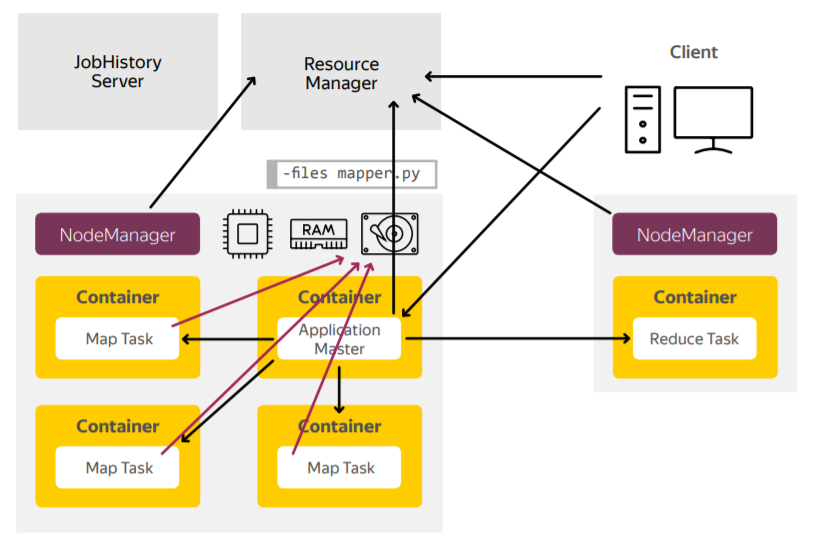 JobHistory
Server
Resource
Manager
Client
-files mapper.py
NodeManager
RAM
NodeManager
Container
Map Task
Container
Application
Master
Container
Reduce Task
Container
Map Task
Container
Map Task